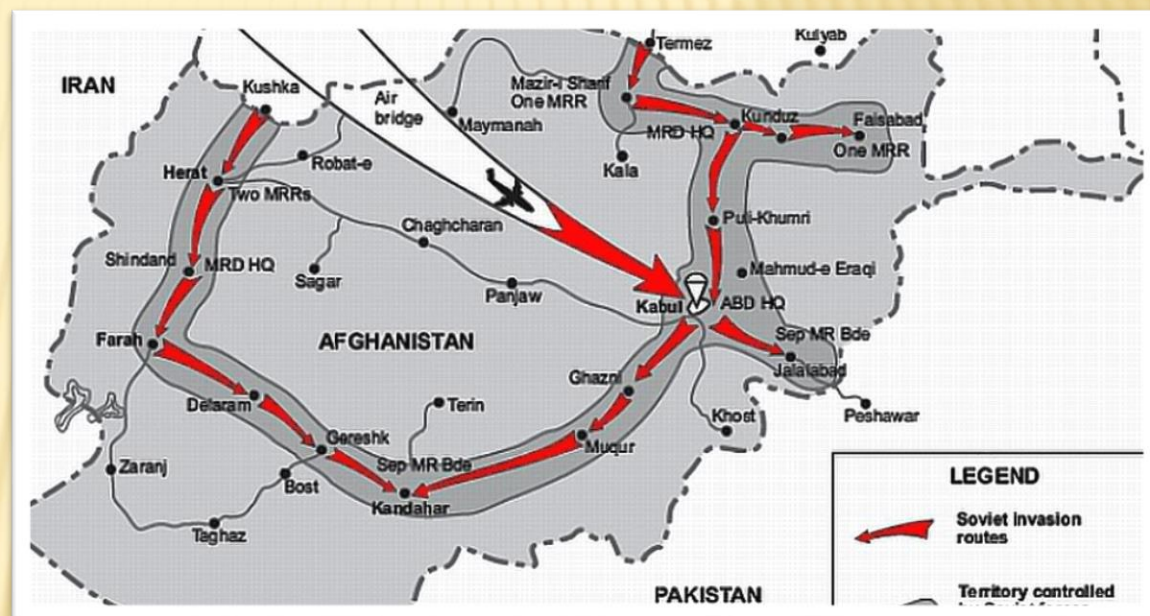 Termez
Kulyab
IRAN
Kushka
Mazir-i Sharif
One MRR
Air
bridge
Maymanah
MRD HQ
Kunduz
Faisabad
One MRR
Robat-e
Kala
Herat
Two MRRs
Chaghcharan
Pul-Khumri
Shindand
MRD HQ
Sagar
Panjaw
Mahmud-e Eraqi
Kabul
ABD HQ
Farah
AFGHANISTAN
Sep MR Bde
Jalalabad
Ghazni
Delaram
Terin
Khost
Peshawar
Gereshk
Muqur
Sep MR Bde
Zaranj
Bost
Kandahar
Taghaz
LEGEND
Soviet invasion
routes
PAKISTAN
Territory controlled